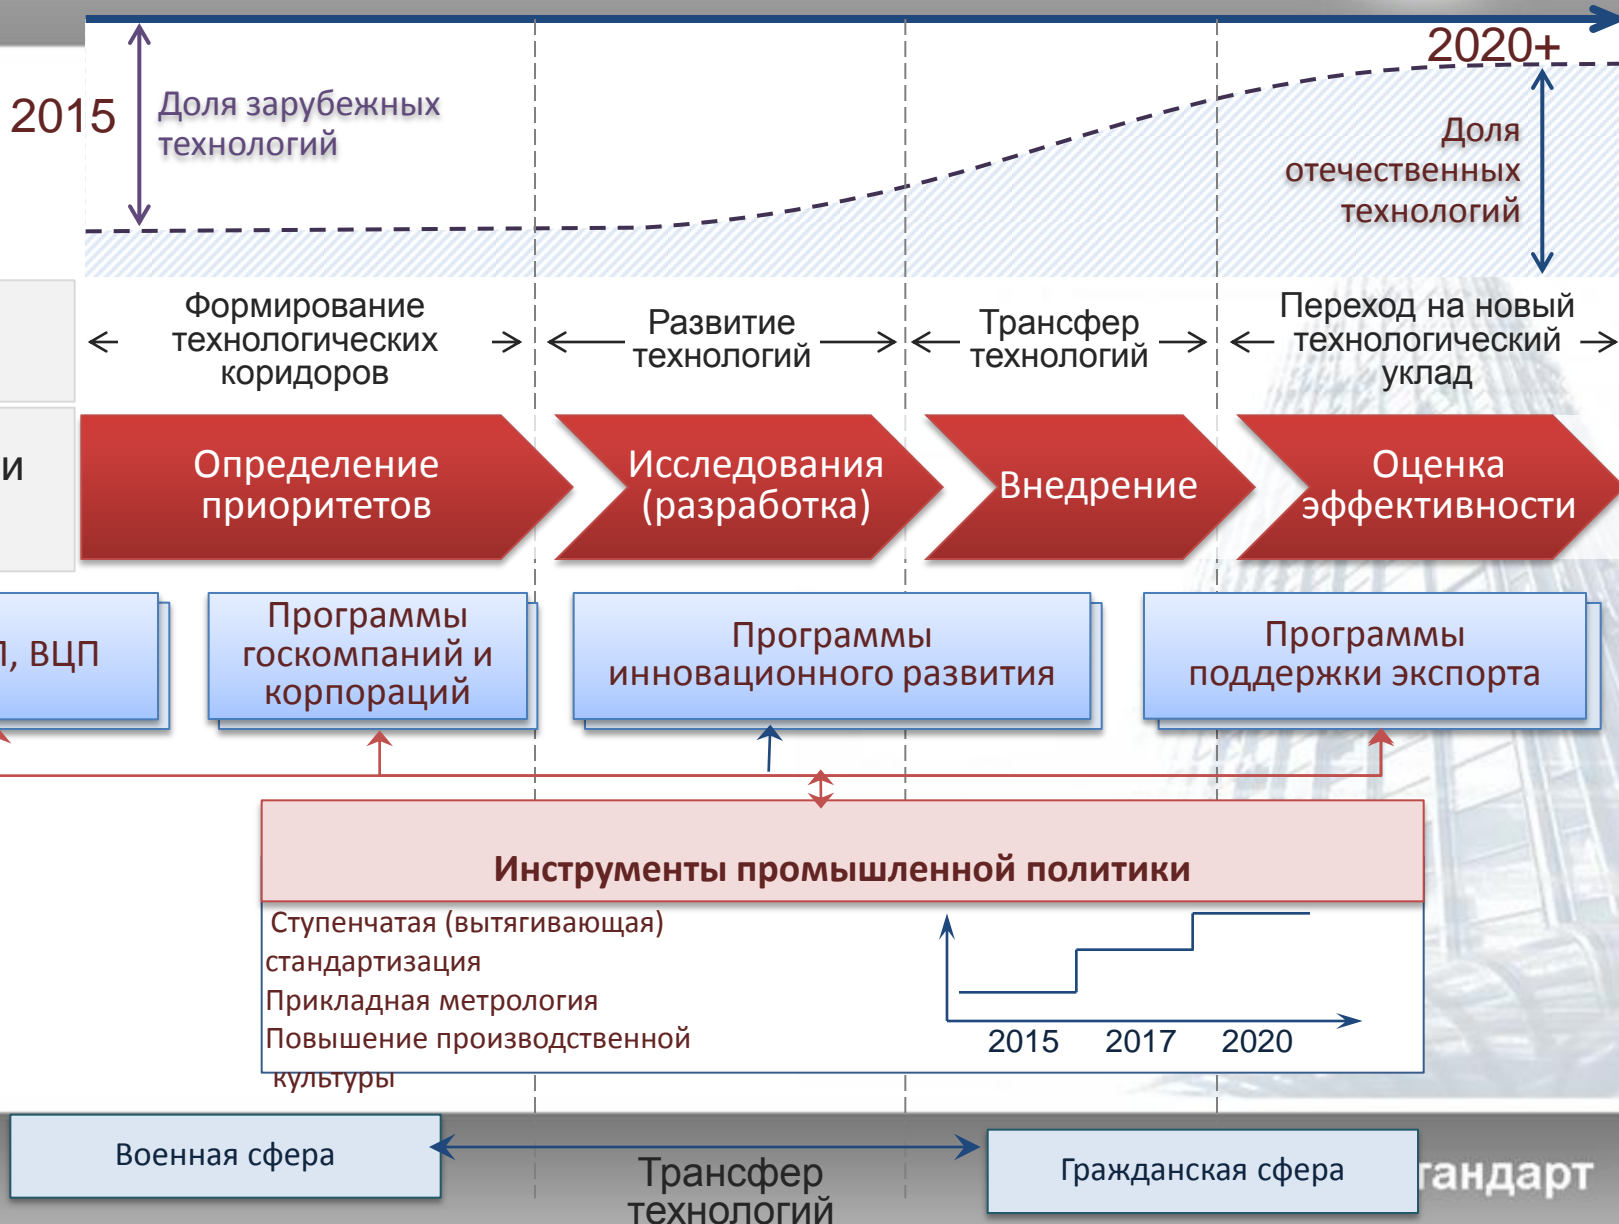 2020+
2015
Доля зарубежных
технологий
Доля
отечественных
технологий
Формирование
технологических
коридоров
Развитие
технологий
Трансфер
технологий
Переход на новый
технологический
уклад
и
Определение
приоритетов
Исследования
(разработка)
Внедрение
Оценка
эффективности
, ВЦП
Программы
госкомпаний и
корпораций
Программы
инновационного развития
Программы
поддержки экспорта
Инструменты промышленной политики
Ступенчатая (вытягивающая)
стандартизация
Прикладная метрология
Повышение производственной
культуры
2015 2017 2020
Военная сфера
Трансфер
технологий
Гражданская сфера
тандарт